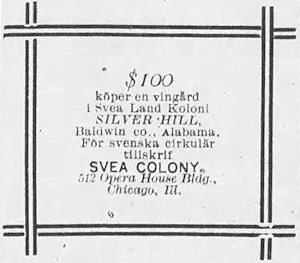 $100
köper en vingård
i Svea Land Koloni
SILVER HILL,
Baldwin co., Alabama.
För svenska cirkulär
tillskrif
SVEA COLONY,
512 Opera House Bldg.,
Chicago, Ill.